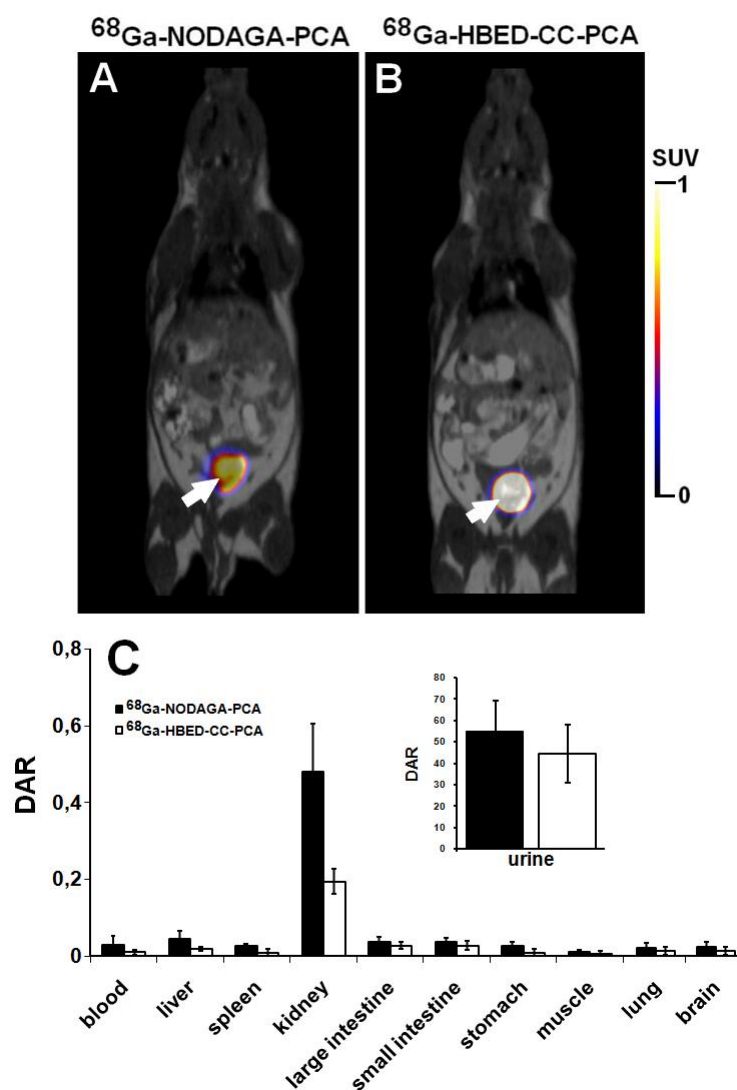 ⁶⁸Ga-NODAGA-PCA
⁶⁸Ga-HBED-CC-PCA
A
B
SUV
1
0
C
0,8
0,6
0,4
0,2
0
DAR
⁶⁸Ga-NODAGA-PCA
⁶⁸Ga-HBED-CC-PCA
80
70
60
50
40
30
20
10
0
DAR
urine
blood
liver
spleen
kidney
large intestine
small intestine
stomach
muscle
lung
brain